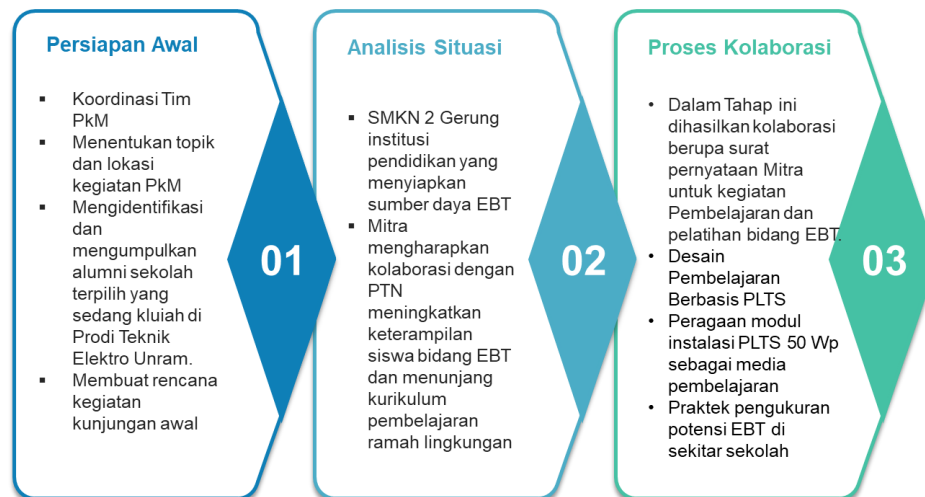 Persiapan Awal
▪ Koordinasi Tim
PkM
▪ Menentukan topik
dan lokasi
kegiatan PkM
▪ Mengidentifikasi
dan
mengumpulkan
alumni sekolah
terpilih yang
sedang kluiah di
Prodi Teknik
Elektro Unram.
▪ Membuat rencana
kegiatan
kunjungan awal
01
Analisis Situasi
▪ SMKN 2 Gerung
institusi
pendidikan yang
menyiapkan
sumber daya EBT
▪ Mitra
mengharapkan
kolaborasi dengan
PTN
meningkatkan
keterampilan
siswa bidang EBT
dan menunjang
kurikulum
pembelajaran
ramah lingkungan
02
Proses Kolaborasi
• Dalam Tahap ini
dihasilkan kolaborasi
berupa surat
pernyataan Mitra
untuk kegiatan
Pembelajaran dan
pelatihan bidang EBT.
• Desain
Pembelajaran
Berbasis PLTS
• Peragaan modul
instalasi PLTS 50 Wp
sebagai media
pembelajaran
• Praktek pengukuran
potensi EBT di
sekitar sekolah
03